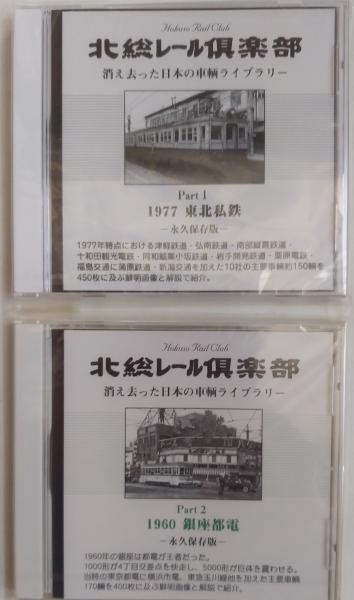 Hokuso Rail Club
北総レール倶楽部
消え去った日本の車輌ライブラリー
Part 1
1977 東北私鉄
―永久保存版―
1977年時点における津軽鉄道・弘南鉄道・南部縦貫鉄道・
十和田観光電鉄・同和鉱業小坂鉄道・岩手開発鉄道・栗原電鉄・
福島交通に蒲原鉄道・新潟交通を加えた10社の主要車輌約150輌を
450枚に及ぶ鮮明画像と解説で紹介。
Hokuso Rail Club
北総レール倶楽部
消え去った日本の車輌ライブラリー
Part 2
1960 銀座都電
―永久保存版―
1960年の銀座は都電が王者だった。
1000形が4丁目交差点を快走し、5000形が巨体を震わせる。
当時の東京都電に横浜市電、東急玉川線他を加えた主要車輌
170輌を400枚に及ぶ鮮明画像と解説で紹介。